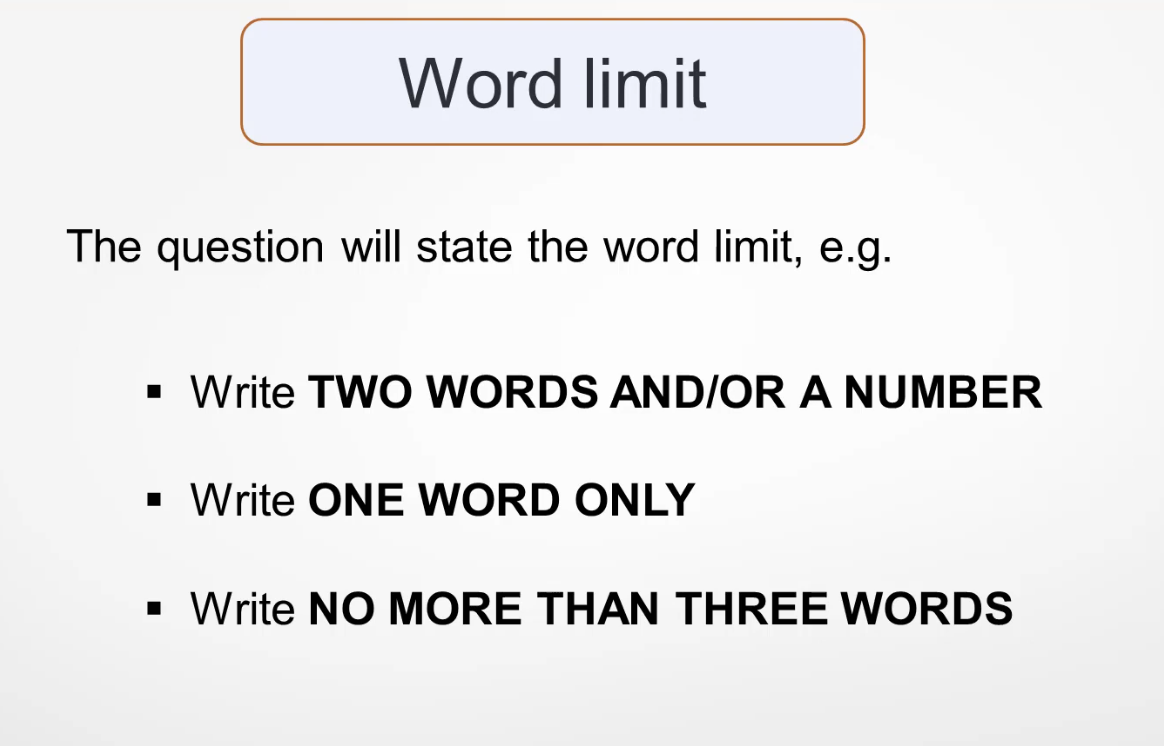 Word limit
The question will state the word limit, e.g.
▪ Write TWO WORDS AND/OR A NUMBER
▪ Write ONE WORD ONLY
▪ Write NO MORE THAN THREE WORDS